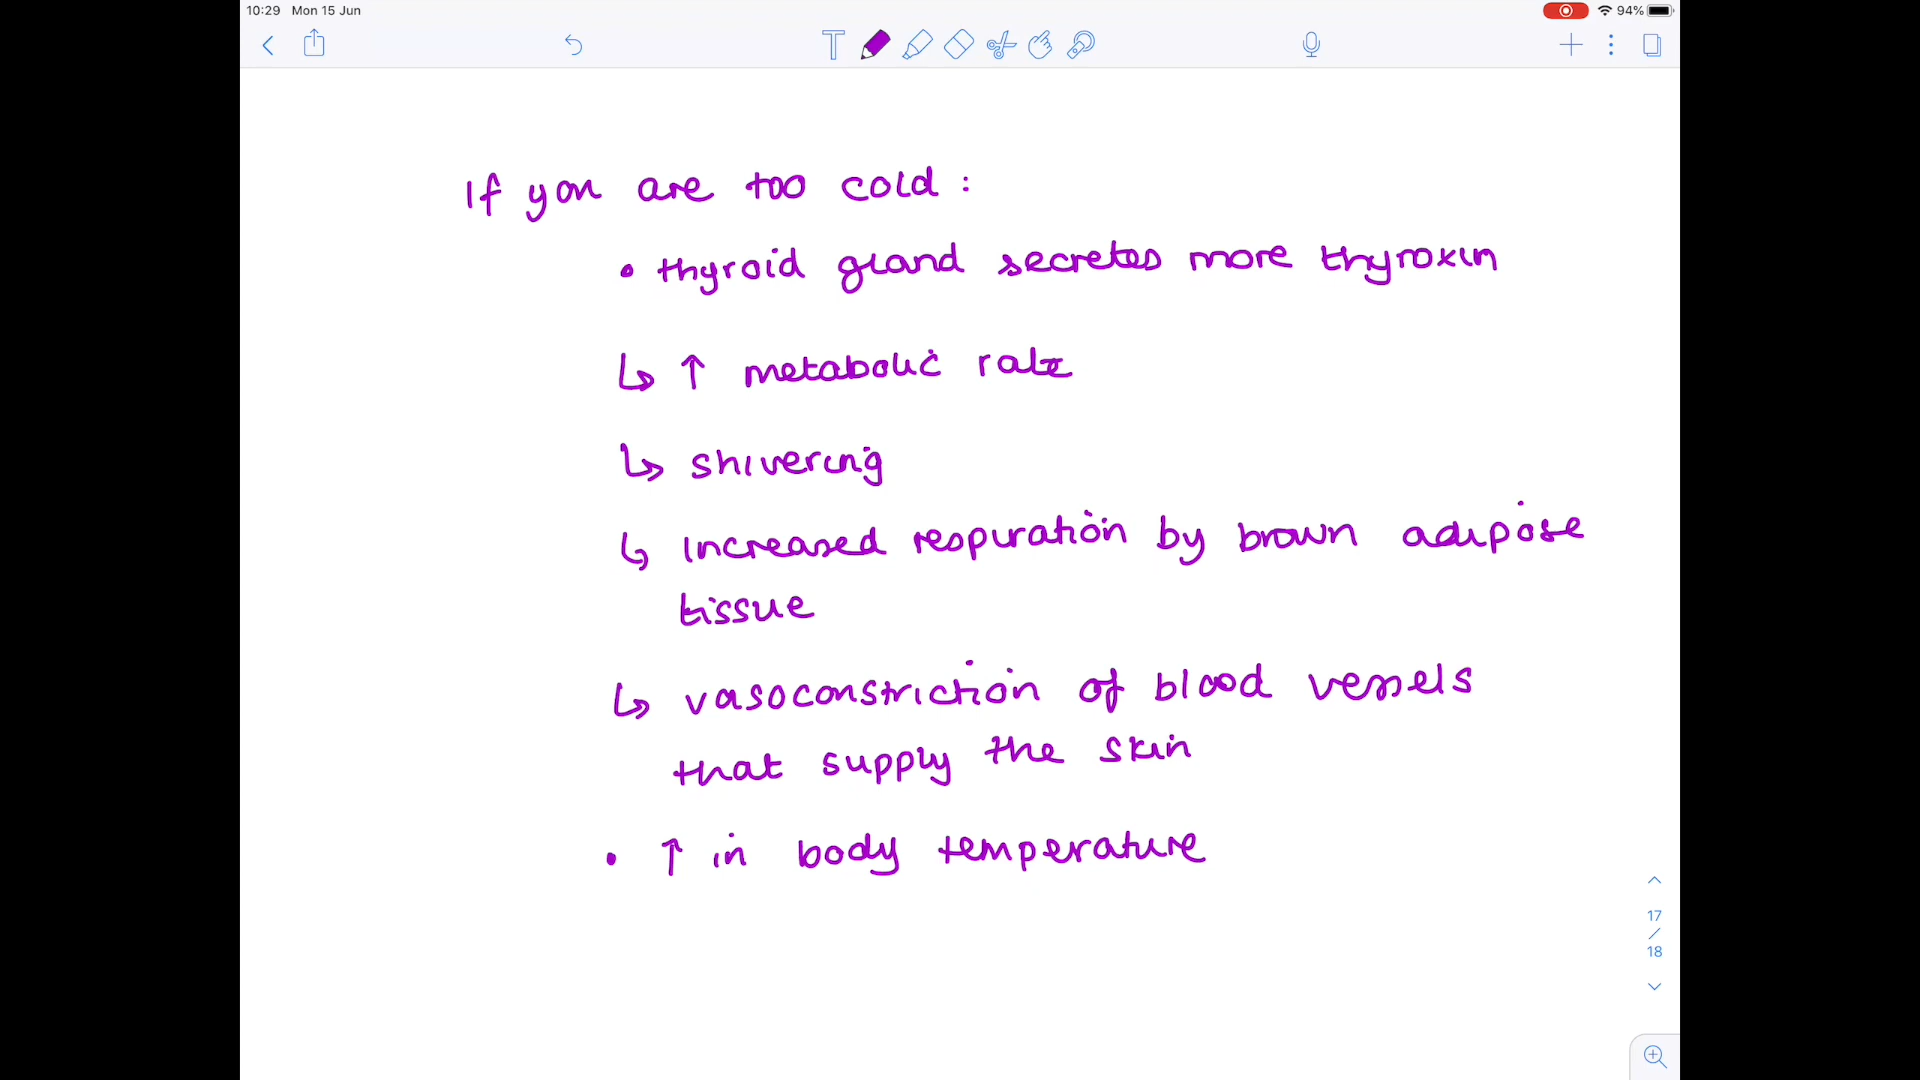 10:29 Mon 15 Jun
94%
If you are too cold :
• thyroid gland secretes more thyroxin
↳ ↑ metabolic rate
↳ shivering
↳ Increased respiration by brown adipose
tissue
↳ vasoconstriction of blood vessels
that supply the skin
• ↑ in body temperature
17
/
18